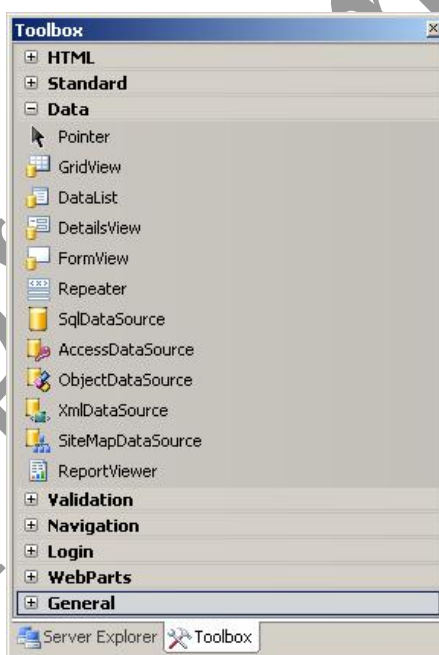 Toolbox
HTML
Standard
Data
Pointer
GridView
DataList
DetailsView
FormView
Repeater
SqlDataSource
AccessDataSource
ObjectDataSource
XmlDataSource
SiteMapDataSource
ReportViewer
Validation
Navigation
Login
WebParts
General
Server Explorer Toolbox